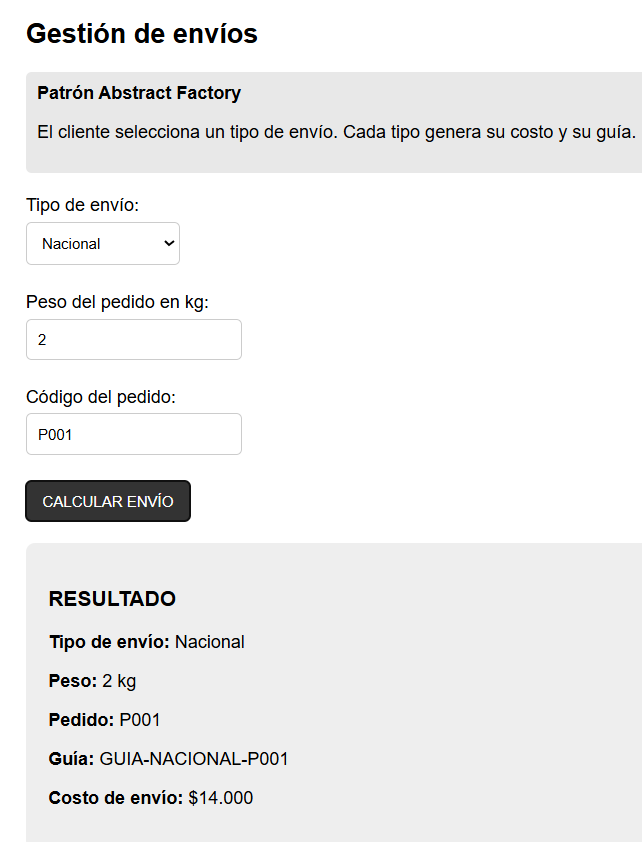 Gestión de envíos
Patrón Abstract Factory
El cliente selecciona un tipo de envío. Cada tipo genera su costo y su guía.
Tipo de envío:
Nacional
Peso del pedido en kg:
2
Código del pedido:
P001
CALCULAR ENVÍO
RESULTADO
Tipo de envío: Nacional
Peso: 2 kg
Pedido: P001
Guía: GUIA-NACIONAL-P001
Costo de envío: $14.000